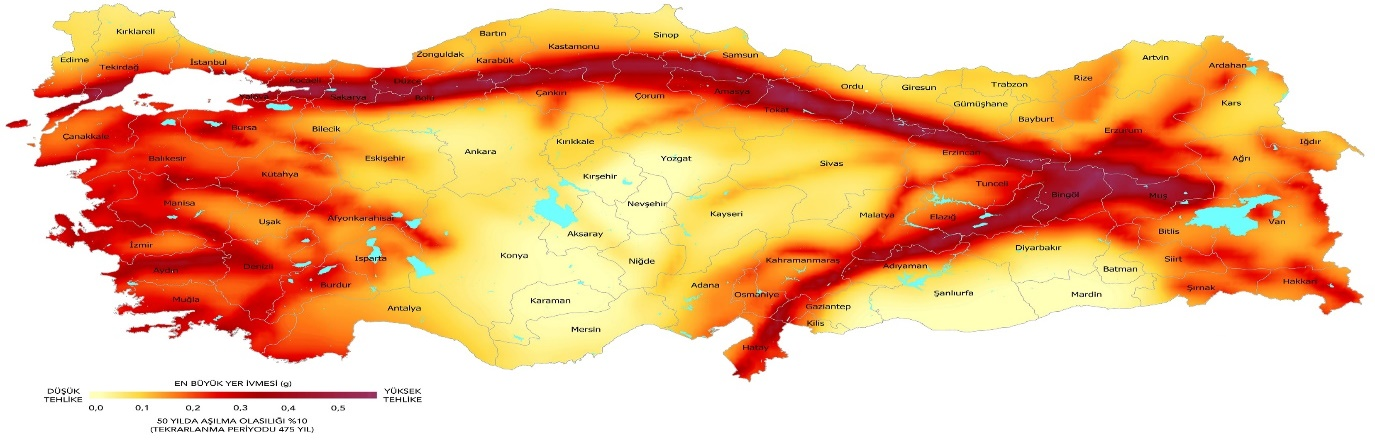 Kırklareli
Edirne
Tekirdağ
İstanbul
Kocaeli
Sakarya
Düzce
Bolu
Zonguldak
Bartın
Karabük
Kastamonu
Sinop
Samsun
Çankırı
Çorum
Amasya
Tokat
Ordu
Giresun
Trabzon
Gümüşhane
Bayburt
Rize
Artvin
Ardahan
Kars
Erzurum
Iğdır
Ağrı
Çanakkale
Bursa
Bilecik
Balıkesir
Kütahya
Eskişehir
Ankara
Kırıkkale
Yozgat
Sivas
Erzincan
Tunceli
Bingöl
Muş
Kırşehir
Nevşehir
Kayseri
Malatya
Elazığ
Van
Bitlis
Manisa
Uşak
Afyonkarahisar
Aksaray
Konya
Niğde
Kahramanmaraş
Adıyaman
Diyarbakır
Batman
Siirt
İzmir
Aydın
Denizli
Isparta
Burdur
Muğla
Antalya
Karaman
Mersin
Adana
Osmaniye
Gaziantep
Kilis
Hatay
Şanlıurfa
Mardin
Şırnak
Hakkari
EN BÜYÜK YER İVMESİ (g)
DÜŞÜK
TEHLİKE
YÜKSEK
TEHLİKE
0,0 0,1 0,2 0,3 0,4 0,5
50 YILDA AŞILMA OLASILIĞI %10
(TEKRARLANMA PERİYODU 475 YIL)